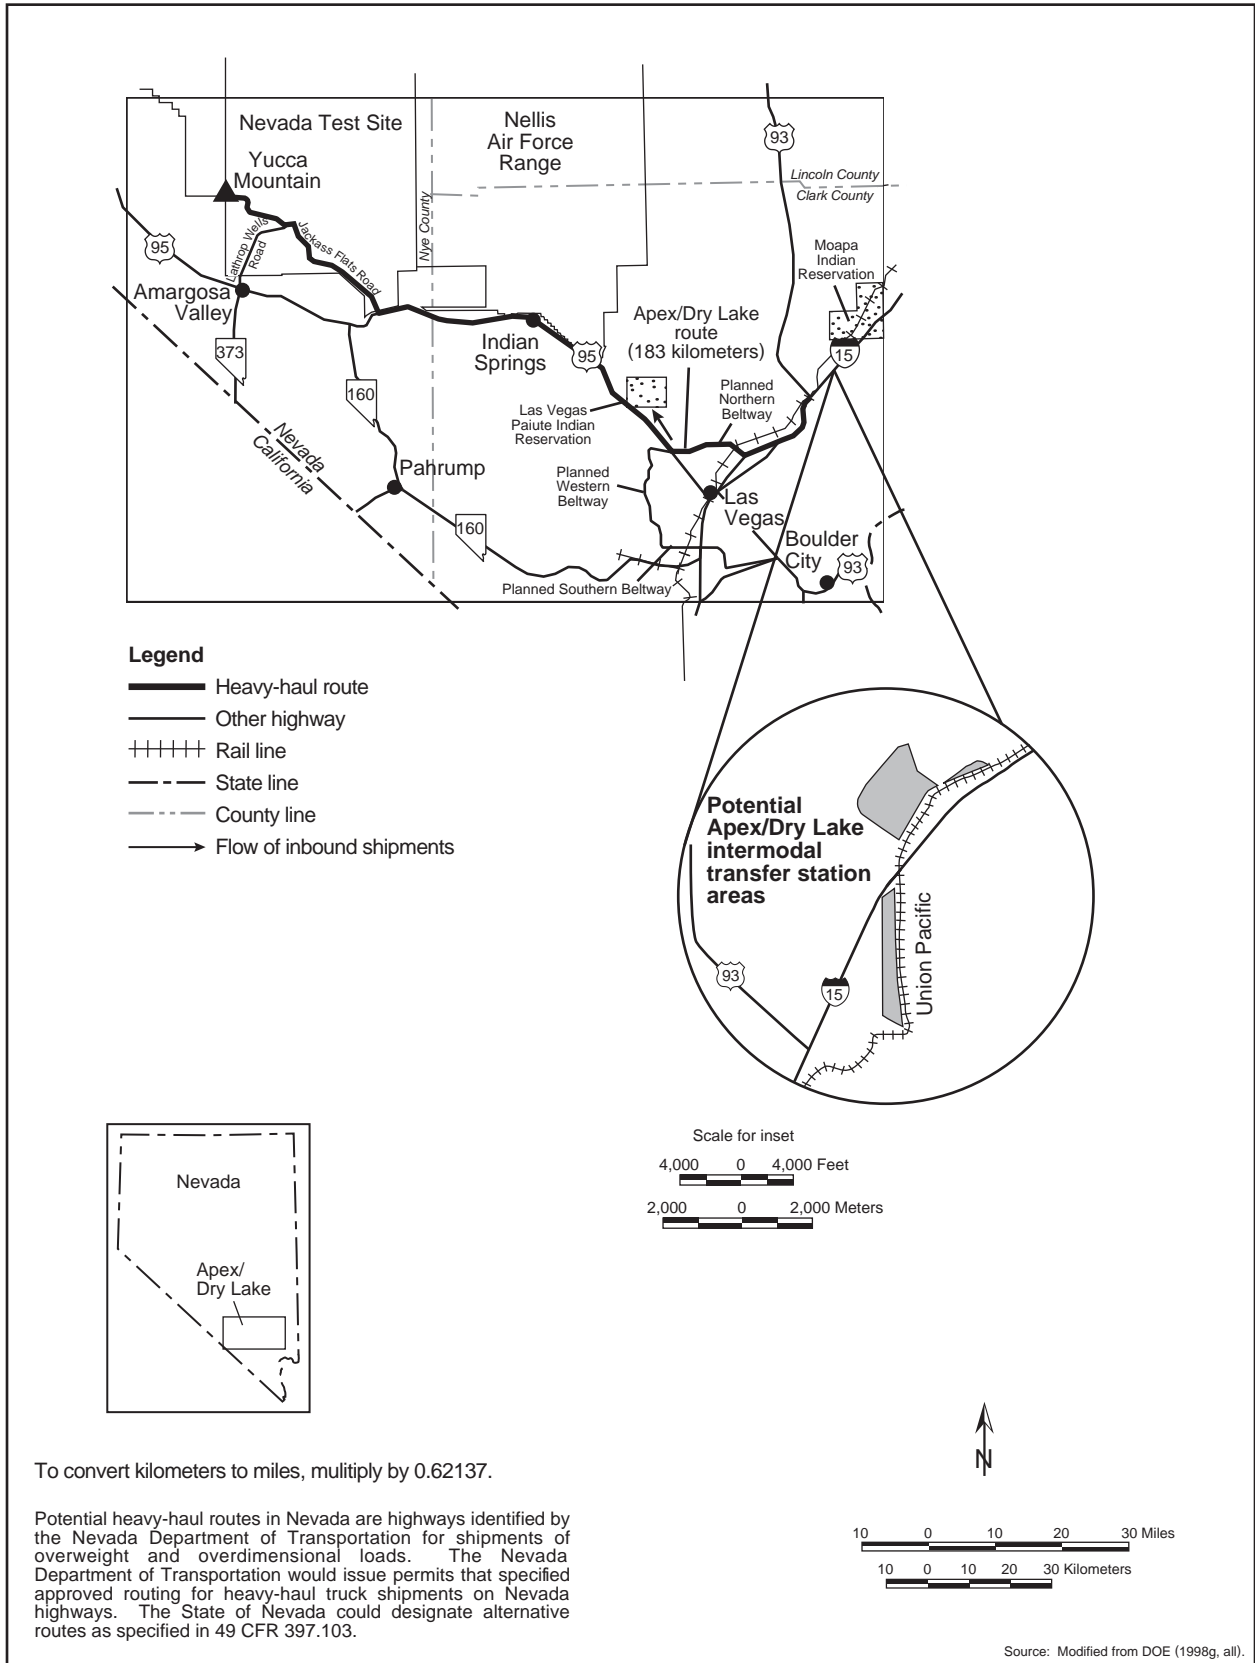 Nevada Test Site
Nellis
Air Force
Range
93
Yucca
Mountain
Lincoln County
Clark County
Nye County
Lathrop Wells
Road
Jackass Flats Road
95
Moapa
Indian
Reservation
Amargosa
Valley
Indian
Springs
95
Apex/Dry Lake
route
(183 kilometers)
15
373
160
Planned
Northern
Beltway
Las Vegas
Paiute Indian
Reservation
Nevada
California
Pahrump
Planned
Western
Beltway
Las
Vegas
160
Boulder
City
93
Planned Southern Beltway
Legend
Heavy-haul route
Other highway
Rail line
State line
County line
Flow of inbound shipments
Potential
Apex/Dry Lake
intermodal
transfer station
areas
Union Pacific
93
15
Scale for inset
4,000 0 4,000 Feet
2,000 0 2,000 Meters
Nevada
Apex/
Dry Lake
N
To convert kilometers to miles, mulitiply by 0.62137.
Potential heavy-haul routes in Nevada are highways identified by
the Nevada Department of Transportation for shipments of
overweight and overdimensional loads. The Nevada
Department of Transportation would issue permits that specified
approved routing for heavy-haul truck shipments on Nevada
highways. The State of Nevada could designate alternative
routes as specified in 49 CFR 397.103.
10 0 10 20 30 Miles
10 0 10 20 30 Kilometers
Source: Modified from DOE (1998g, all).